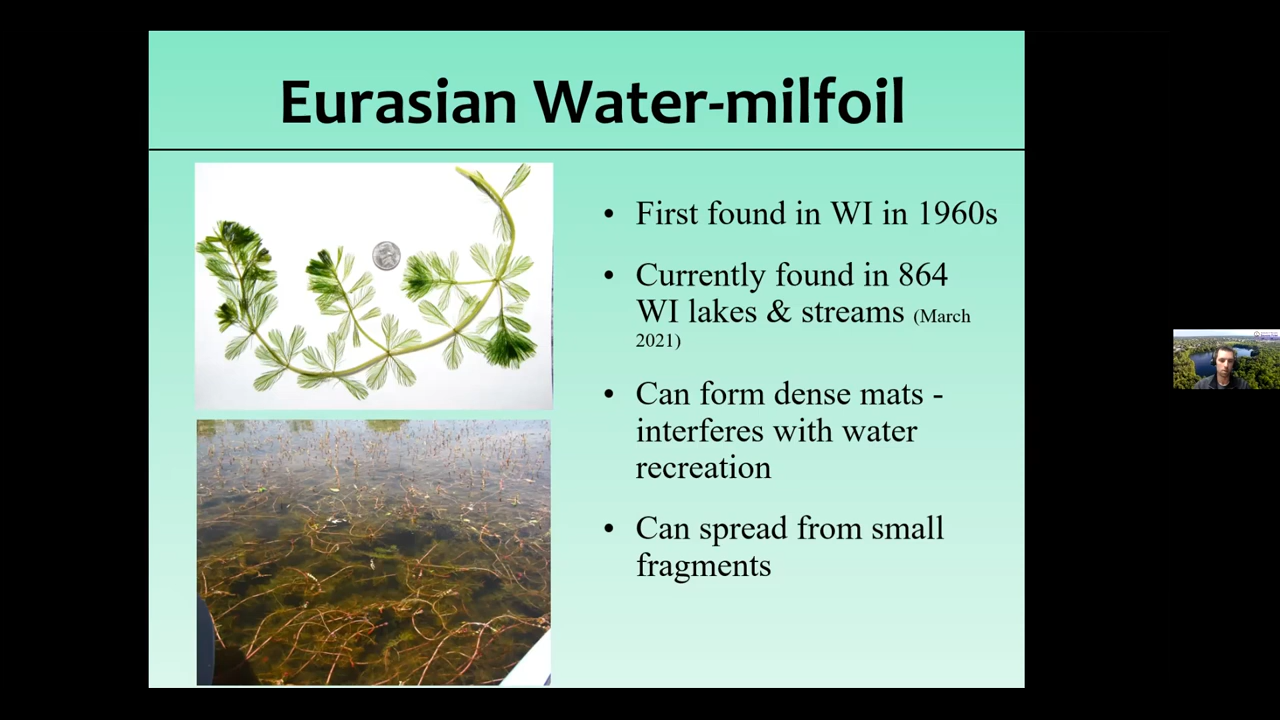 Eurasian Water-milfoil
• First found in WI in 1960s
• Currently found in 864
WI lakes & streams (March
2021)
• Can form dense mats -
interferes with water
recreation
• Can spread from small
fragments